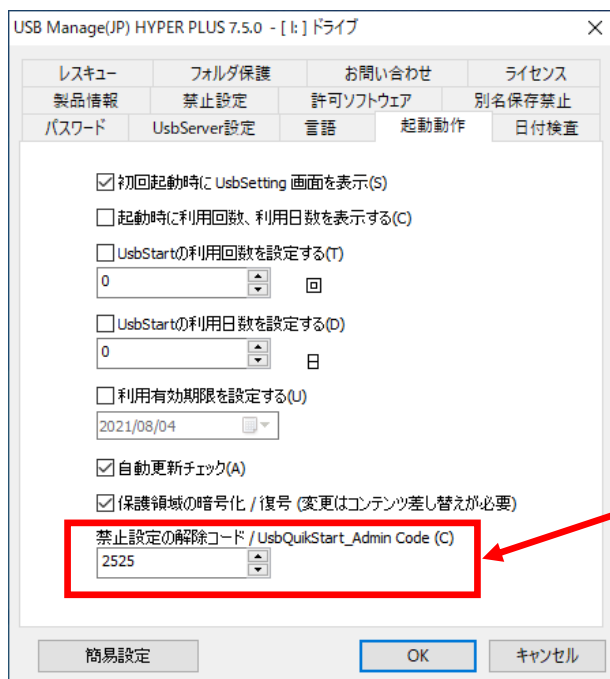 USB Manage(JP) HYPER PLUS 7.5.0 - [ I: ] ドライブ
レスキュー フォルダ保護 お問い合わせ ライセンス
製品情報 禁止設定 許可ソフトウェア 別名保存禁止
パスワード UsbServer設定 言語 起動動作 日付検査
初回起動時に UsbSetting 画面を表示(S)
起動時に利用回数、利用日数を表示する(C)
UsbStartの利用回数を設定する(T)
0 回
UsbStartの利用日数を設定する(D)
0 日
利用有効期限を設定する(U)
2021/08/04
自動更新チェック(A)
保護領域の暗号化 / 復号 (変更はコンテンツ差し替えが必要)
禁止設定の解除コード / UsbQuikStart_Admin Code (C)
2525
簡易設定 OK キャンセル